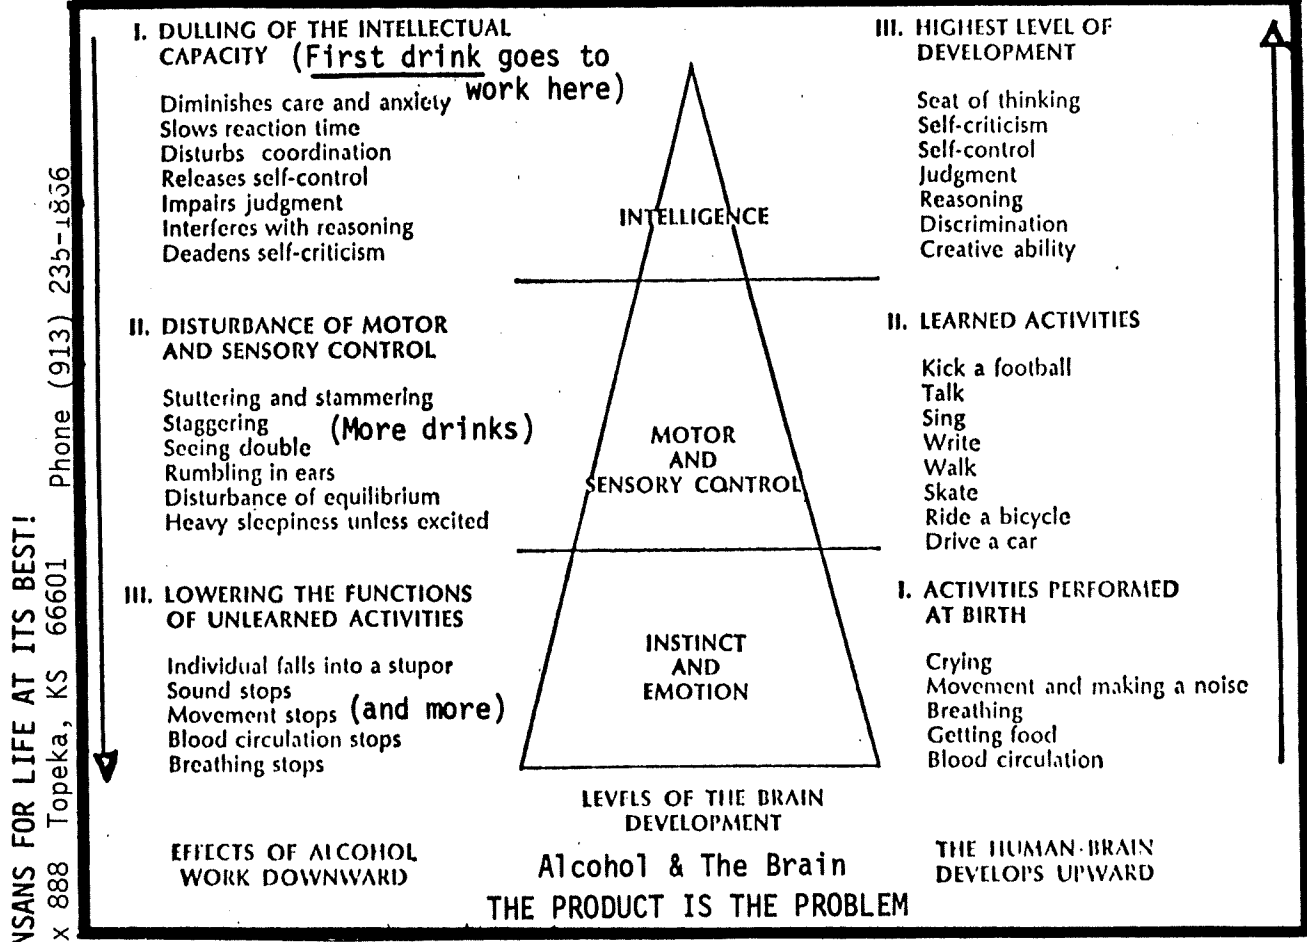 I. DULLING OF THE INTELLECTUAL
CAPACITY (First drink goes to
work here)
Diminishes care and anxiety
Slows reaction time
Disturbs coordination
Releases self-control
Impairs judgment
Interferes with reasoning
Deadens self-criticism
II. DISTURBANCE OF MOTOR
AND SENSORY CONTROL
Stuttering and stammering
Staggering
(More drinks)
Seeing double
Rumbling in ears
Disturbance of equilibrium
Heavy sleepiness unless excited
III. LOWERING THE FUNCTIONS
OF UNLEARNED ACTIVITIES
Individual falls into a stupor
Sound stops
Movement stops (and more)
Blood circulation stops
Breathing stops
EFFECTS OF ALCOHOL
WORK DOWNWARD
INTELLIGENCE
MOTOR
AND
SENSORY CONTROL
INSTINCT
AND
EMOTION
LEVELS OF THE BRAIN
DEVELOPMENT
Alcohol & The Brain
THE PRODUCT IS THE PROBLEM
III. HIGHEST LEVEL OF
DEVELOPMENT
Seat of thinking
Self-criticism
Self-control
Judgment
Reasoning
Discrimination
Creative ability
II. LEARNED ACTIVITIES
Kick a football
Talk
Sing
Write
Walk
Skate
Ride a bicycle
Drive a car
I. ACTIVITIES PERFORMED
AT BIRTH
Crying
Movement and making a noise
Breathing
Getting food
Blood circulation
THE HUMAN BRAIN
DEVELOPS UPWARD
NSANS FOR LIFE AT ITS BEST!
x 888 Topeka, KS 66601 Phone (913) 235-1836